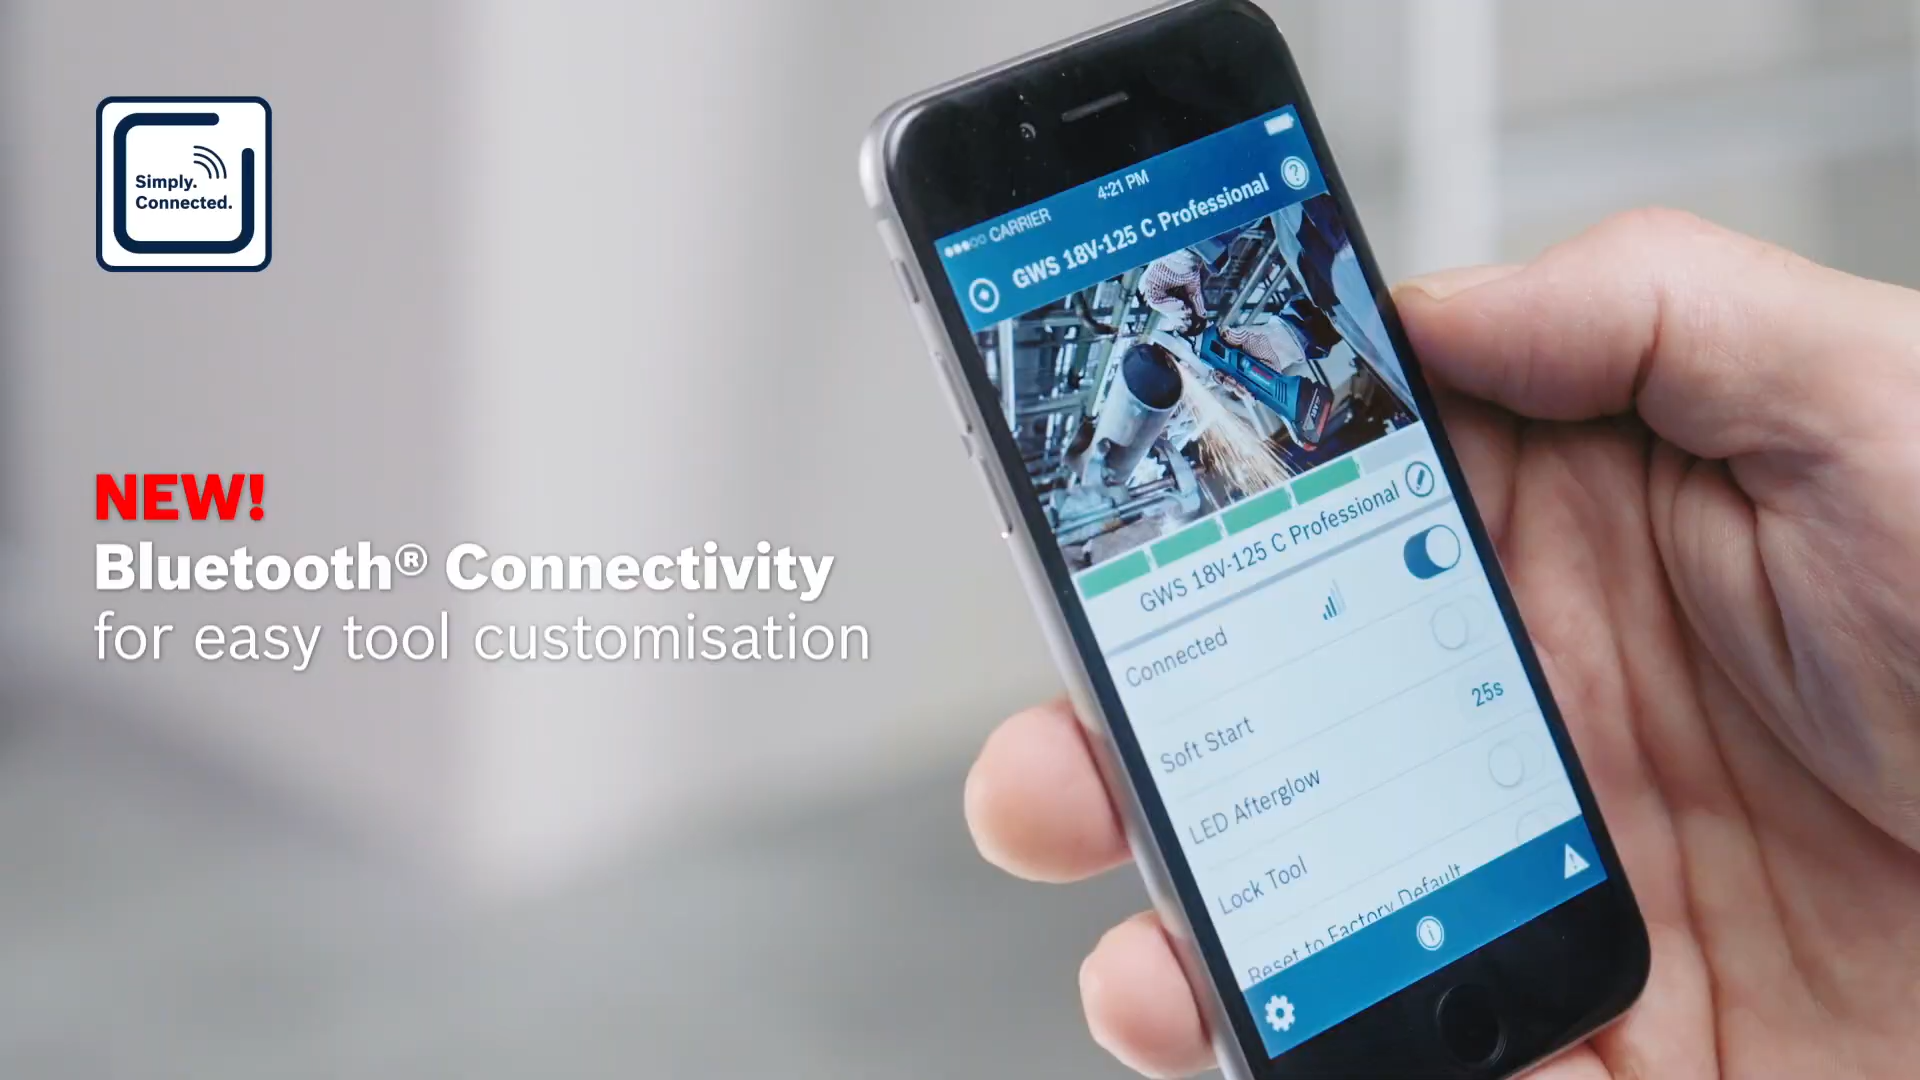 Simply.
Connected.
NEW!
Bluetooth® Connectivity
for easy tool customisation
CARRIER
4:21 PM
GWS 18V-125 C Professional
?
GWS 18V-125 C Professional
Connected
Soft Start
25s
LED Afterglow
Lock Tool
Reset to Factory Default
i